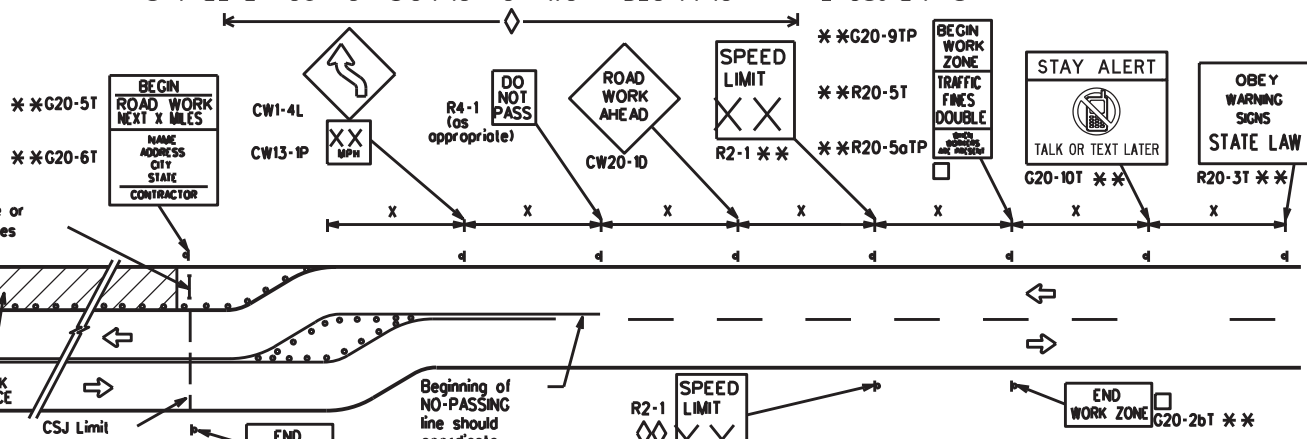 * *G20-5T
* *G20-6T
BEGIN
ROAD WORK
NEXT X MILES
NAME
ADDRESS
CITY
STATE
CONTRACTOR
CW1-4L
CW13-1P
XX
MPH
R4-1
(as
appropriate)
DO
NOT
PASS
ROAD
WORK
AHEAD
CW20-1D
SPEED
LIMIT
X X
R2-1 * *
* *G20-9TP
* *R20-5T
* *R20-5aTP
BEGIN
WORK
ZONE
TRAFFIC
FINES
DOUBLE
WHEN
WORKERS
ARE PRESENT
STAY ALERT
TALK OR TEXT LATER
G20-10T * *
OBEY
WARNING
SIGNS
STATE LAW
R20-3T * *
X X X X X X X
CSJ Limit
END
Beginning of
NO-PASSING
line should
R2-1
SPEED
LIMIT
END
WORK ZONE
G20-2bT * *